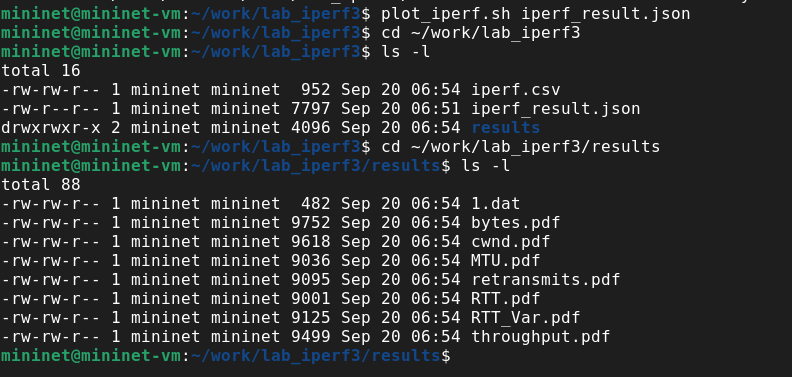 mininet@mininet-vm:~/work/lab_iperf3$ plot_iperf.sh iperf_result.json
mininet@mininet-vm:~/work/lab_iperf3$ cd ~/work/lab_iperf3
mininet@mininet-vm:~/work/lab_iperf3$ ls -l
total 16
-rw-rw-r-- 1 mininet mininet  952 Sep 20 06:54 iperf.csv
-rw-r--r-- 1 mininet mininet 7797 Sep 20 06:51 iperf_result.json
drwxrwxr-x 2 mininet mininet 4096 Sep 20 06:54 results
mininet@mininet-vm:~/work/lab_iperf3$ cd ~/work/lab_iperf3/results
mininet@mininet-vm:~/work/lab_iperf3/results$ ls -l
total 88
-rw-rw-r-- 1 mininet mininet  482 Sep 20 06:54 1.dat
-rw-rw-r-- 1 mininet mininet 9752 Sep 20 06:54 bytes.pdf
-rw-rw-r-- 1 mininet mininet 9618 Sep 20 06:54 cwnd.pdf
-rw-rw-r-- 1 mininet mininet 9036 Sep 20 06:54 MTU.pdf
-rw-rw-r-- 1 mininet mininet 9095 Sep 20 06:54 retransmits.pdf
-rw-rw-r-- 1 mininet mininet 9001 Sep 20 06:54 RTT.pdf
-rw-rw-r-- 1 mininet mininet 9125 Sep 20 06:54 RTT_Var.pdf
-rw-rw-r-- 1 mininet mininet 9499 Sep 20 06:54 throughput.pdf
mininet@mininet-vm:~/work/lab_iperf3/results$